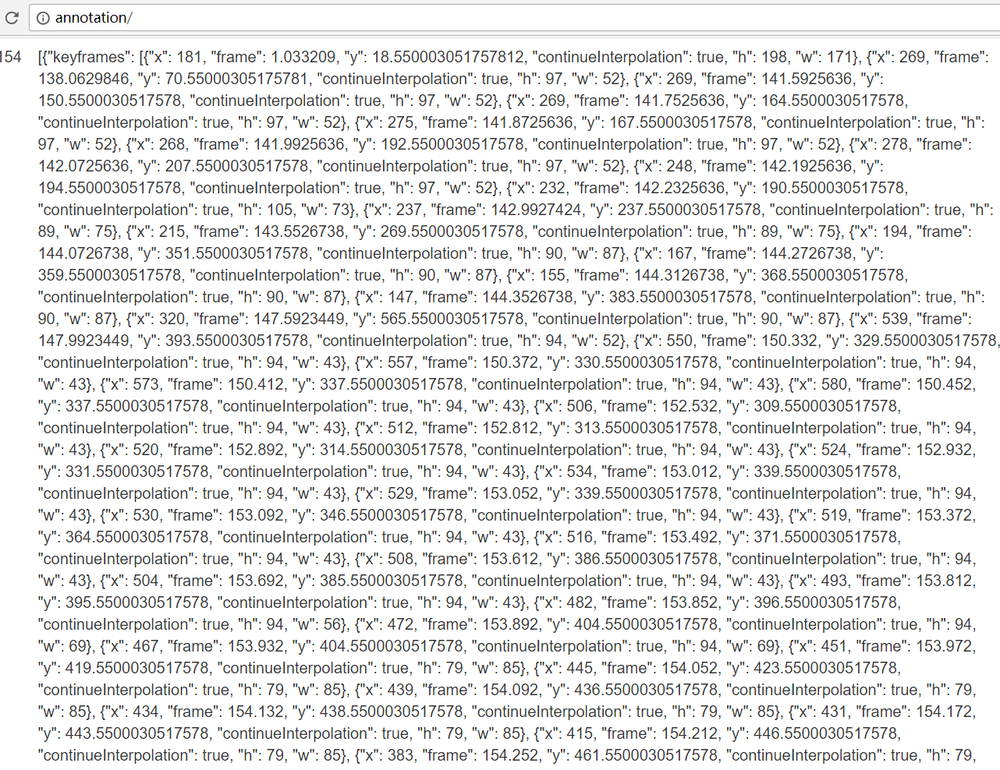 annotation/
154 [{"keyframes": [{"x": 181, "frame": 1.033209, "y": 18.550003051757812, "continueInterpolation": true, "h": 198, "w": 171}, {"x": 269, "frame":
138.0629846, "y": 70.55000305175781, "continueInterpolation": true, "h": 97, "w": 52}, {"x": 269, "frame": 141.5925636, "y":
150.5500030517578, "continueInterpolation": true, "h": 97, "w": 52}, {"x": 269, "frame": 141.7525636, "y": 164.5500030517578,
"continueInterpolation": true, "h": 97, "w": 52}, {"x": 275, "frame": 141.8725636, "y": 167.5500030517578, "continueInterpolation": true, "h":
97, "w": 52}, {"x": 268, "frame": 141.9925636, "y": 192.5500030517578, "continueInterpolation": true, "h": 97, "w": 52}, {"x": 278, "frame":
142.0725636, "y": 207.5500030517578, "continueInterpolation": true, "h": 97, "w": 52}, {"x": 248, "frame": 142.1925636, "y":
194.5500030517578, "continueInterpolation": true, "h": 97, "w": 52}, {"x": 232, "frame": 142.2325636, "y": 190.5500030517578,
"continueInterpolation": true, "h": 105, "w": 73}, {"x": 237, "frame": 142.9927424, "y": 237.5500030517578, "continueInterpolation": true, "h":
89, "w": 75}, {"x": 215, "frame": 143.5526738, "y": 269.5500030517578, "continueInterpolation": true, "h": 89, "w": 75}, {"x": 194, "frame":
144.0726738, "y": 351.5500030517578, "continueInterpolation": true, "h": 90, "w": 87}, {"x": 167, "frame": 144.2726738, "y":
359.5500030517578, "continueInterpolation": true, "h": 90, "w": 87}, {"x": 155, "frame": 144.3126738, "y": 368.5500030517578,
"continueInterpolation": true, "h": 90, "w": 87}, {"x": 147, "frame": 144.3526738, "y": 383.5500030517578, "continueInterpolation": true, "h":
90, "w": 87}, {"x": 320, "frame": 147.5923449, "y": 565.5500030517578, "continueInterpolation": true, "h": 90, "w": 87}, {"x": 539, "frame":
147.9923449, "y": 393.5500030517578, "continueInterpolation": true, "h": 94, "w": 52}, {"x": 550, "frame": 150.332, "y": 329.5500030517578,
"continueInterpolation": true, "h": 94, "w": 43}, {"x": 557, "frame": 150.372, "y": 330.5500030517578, "continueInterpolation": true, "h": 94,
"w": 43}, {"x": 573, "frame": 150.412, "y": 337.5500030517578, "continueInterpolation": true, "h": 94, "w": 43}, {"x": 580, "frame": 150.452,
"y": 337.5500030517578, "continueInterpolation": true, "h": 94, "w": 43}, {"x": 506, "frame": 152.532, "y": 309.5500030517578,
"continueInterpolation": true, "h": 94, "w": 43}, {"x": 512, "frame": 152.812, "y": 313.5500030517578, "continueInterpolation": true, "h": 94,
"w": 43}, {"x": 520, "frame": 152.892, "y": 314.5500030517578, "continueInterpolation": true, "h": 94, "w": 43}, {"x": 524, "frame": 152.932,
"y": 331.5500030517578, "continueInterpolation": true, "h": 94, "w": 43}, {"x": 534, "frame": 153.012, "y": 339.5500030517578,
"continueInterpolation": true, "h": 94, "w": 43}, {"x": 529, "frame": 153.052, "y": 339.5500030517578, "continueInterpolation": true, "h": 94,
"w": 43}, {"x": 530, "frame": 153.092, "y": 346.5500030517578, "continueInterpolation": true, "h": 94, "w": 43}, {"x": 519, "frame": 153.372,
"y": 364.5500030517578, "continueInterpolation": true, "h": 94, "w": 43}, {"x": 516, "frame": 153.492, "y": 371.5500030517578,
"continueInterpolation": true, "h": 94, "w": 43}, {"x": 508, "frame": 153.612, "y": 386.5500030517578, "continueInterpolation": true, "h": 94,
"w": 43}, {"x": 504, "frame": 153.692, "y": 385.5500030517578, "continueInterpolation": true, "h": 94, "w": 43}, {"x": 493, "frame": 153.812,
"y": 395.5500030517578, "continueInterpolation": true, "h": 94, "w": 43}, {"x": 482, "frame": 153.852, "y": 396.5500030517578,
"continueInterpolation": true, "h": 94, "w": 56}, {"x": 472, "frame": 153.892, "y": 404.5500030517578, "continueInterpolation": true, "h": 94,
"w": 69}, {"x": 467, "frame": 153.932, "y": 404.5500030517578, "continueInterpolation": true, "h": 94, "w": 69}, {"x": 451, "frame": 153.972,
"y": 419.5500030517578, "continueInterpolation": true, "h": 79, "w": 85}, {"x": 445, "frame": 154.052, "y": 423.5500030517578,
"continueInterpolation": true, "h": 79, "w": 85}, {"x": 439, "frame": 154.092, "y": 436.5500030517578, "continueInterpolation": true, "h": 79,
"w": 85}, {"x": 434, "frame": 154.132, "y": 438.5500030517578, "continueInterpolation": true, "h": 79, "w": 85}, {"x": 431, "frame": 154.172,
"y": 443.5500030517578, "continueInterpolation": true, "h": 79, "w": 85}, {"x": 415, "frame": 154.212, "y": 446.5500030517578,
"continueInterpolation": true, "h": 79, "w": 85}, {"x": 383, "frame": 154.252, "y": 461.5500030517578, "continueInterpolation": true, "h": 79,